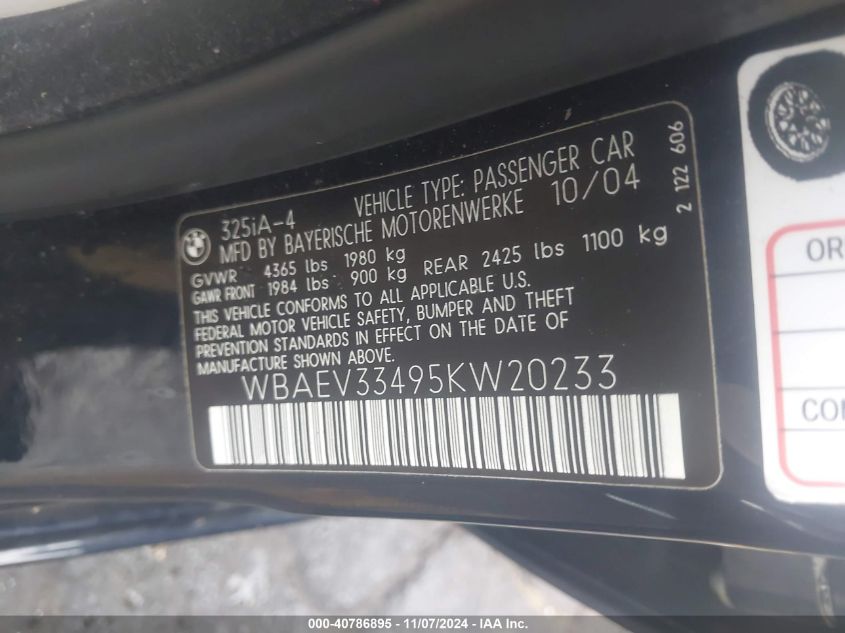 325iA-4 VEHICLE TYPE: PASSENGER CAR
MFD BY BAYERISCHE MOTORENWERKE 10/04
GVWR 4365 lbs 1980 kg
GAWR FRONT 1984 lbs 900 kg REAR 2425 lbs 1100 kg
THIS VEHICLE CONFORMS TO ALL APPLICABLE U.S.
FEDERAL MOTOR VEHICLE SAFETY, BUMPER AND THEFT
PREVENTION STANDARDS IN EFFECT ON THE DATE OF
MANUFACTURE SHOWN ABOVE.
WBAEV33495KW20233
2 122 606
OR
CO
000-40786895 - 11/07/2024 - IAA Inc.